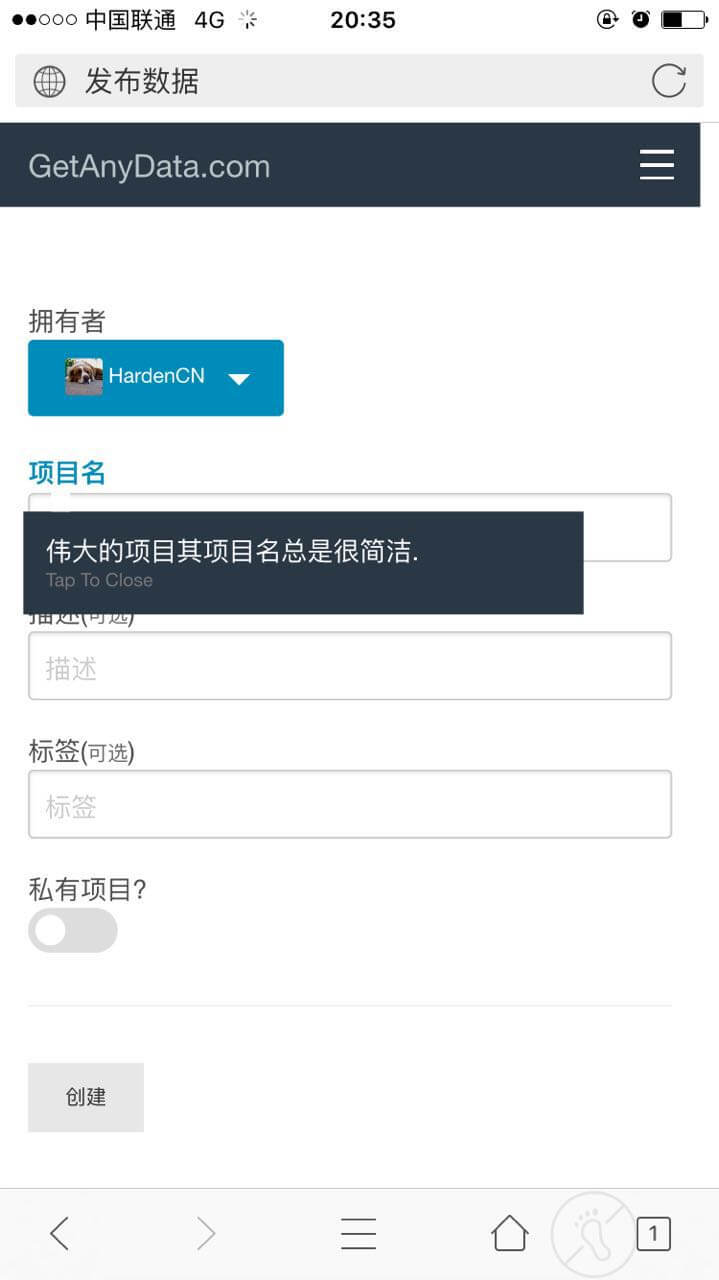 中国联通 4G 20:35
发布数据
GetAnyData.com
拥有者
HardenCN
项目名
伟大的项目其项目名总是很简洁.
Tap To Close
描述(可选)
描述
标签(可选)
标签
私有项目?
创建
1